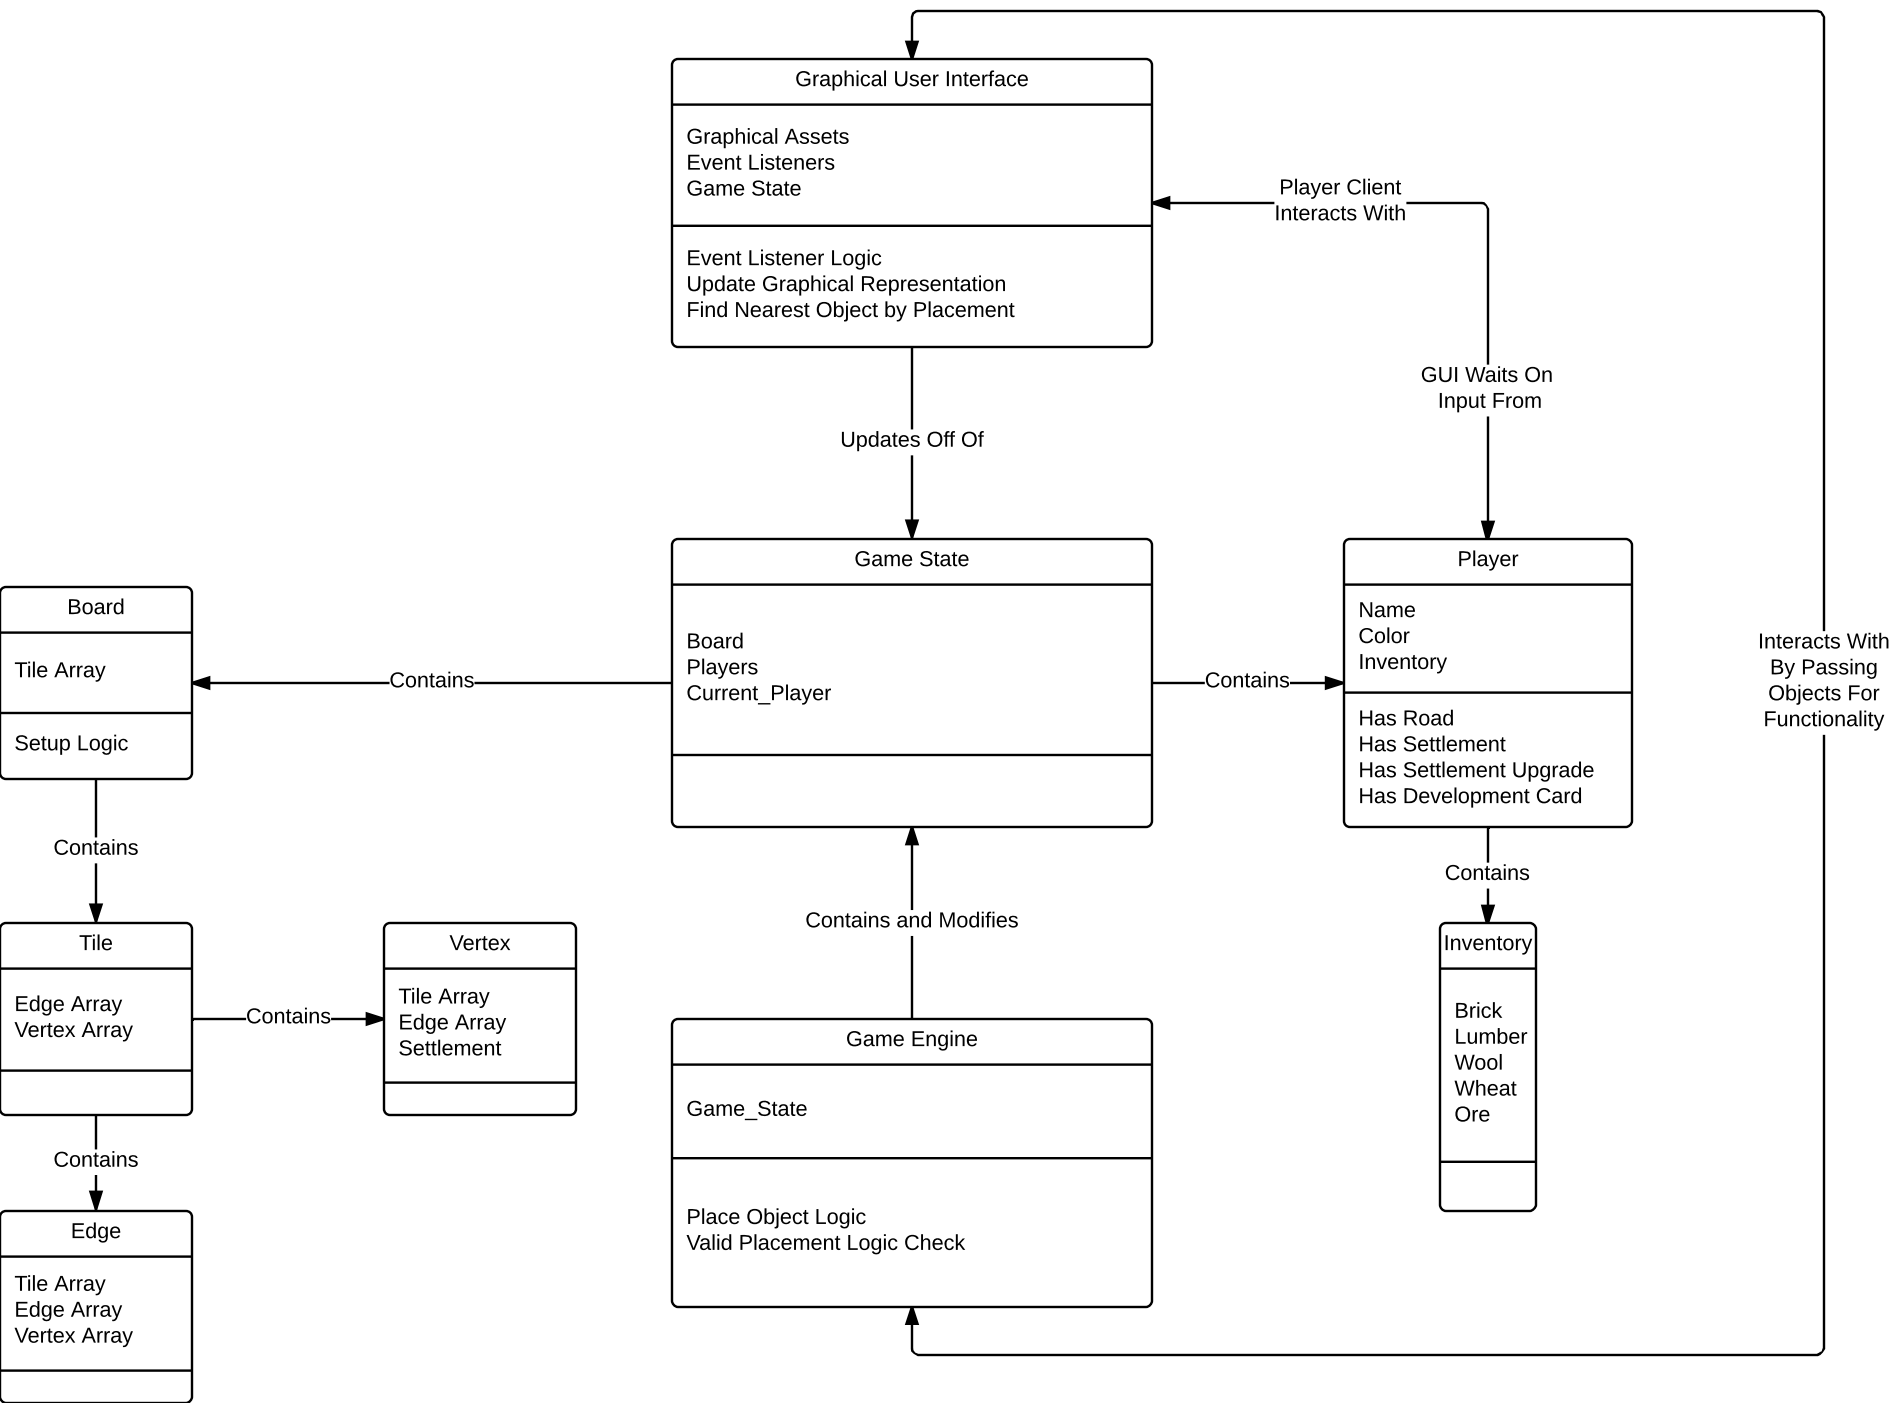 Graphical User Interface
Graphical Assets
Event Listeners
Game State
Event Listener Logic
Update Graphical Representation
Find Nearest Object by Placement
Player Client
Interacts With
GUI Waits On
Input From
Updates Off Of
Game State
Board
Players
Current_Player
Contains
Board
Tile Array
Setup Logic
Contains
Player
Name
Color
Inventory
Has Road
Has Settlement
Has Settlement Upgrade
Has Development Card
Interacts With
By Passing
Objects For
Functionality
Contains
Tile
Edge Array
Vertex Array
Contains
Vertex
Tile Array
Edge Array
Settlement
Contains
Edge
Tile Array
Edge Array
Vertex Array
Contains and Modifies
Game Engine
Game_State
Place Object Logic
Valid Placement Logic Check
Contains
Inventory
Brick
Lumber
Wool
Wheat
Ore